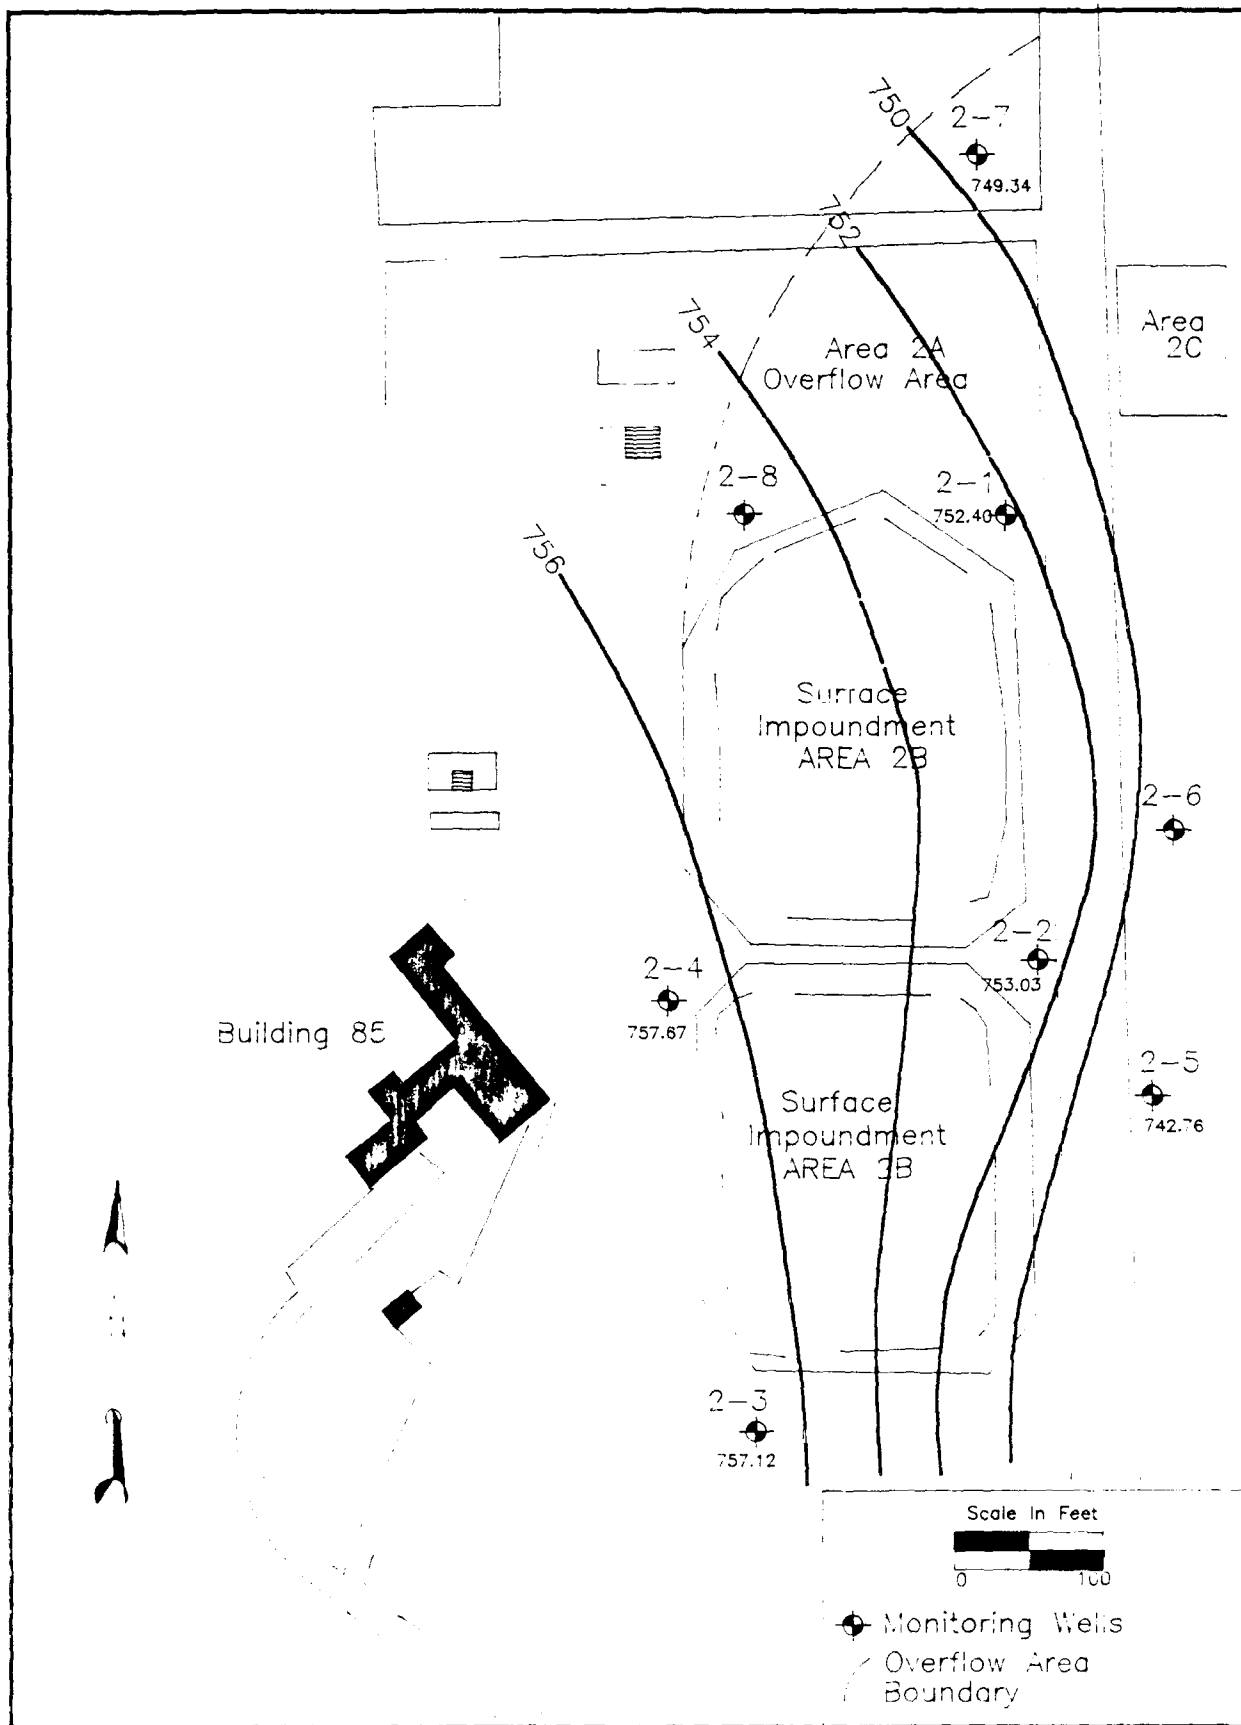 750
2-7
749.34
752
754
Area 2A
Overflow Area
Area
2C
2-8
2-1
752.40
756
Surrace
Impoundment
AREA 2B
2-6
2-2
753.03
2-4
757.67
Building 85
2-5
742.76
Surface
Impoundment
AREA 3B
2-3
757.12
Scale In Feet
0 100
Monitoring Wells
Overflow Area
Boundary